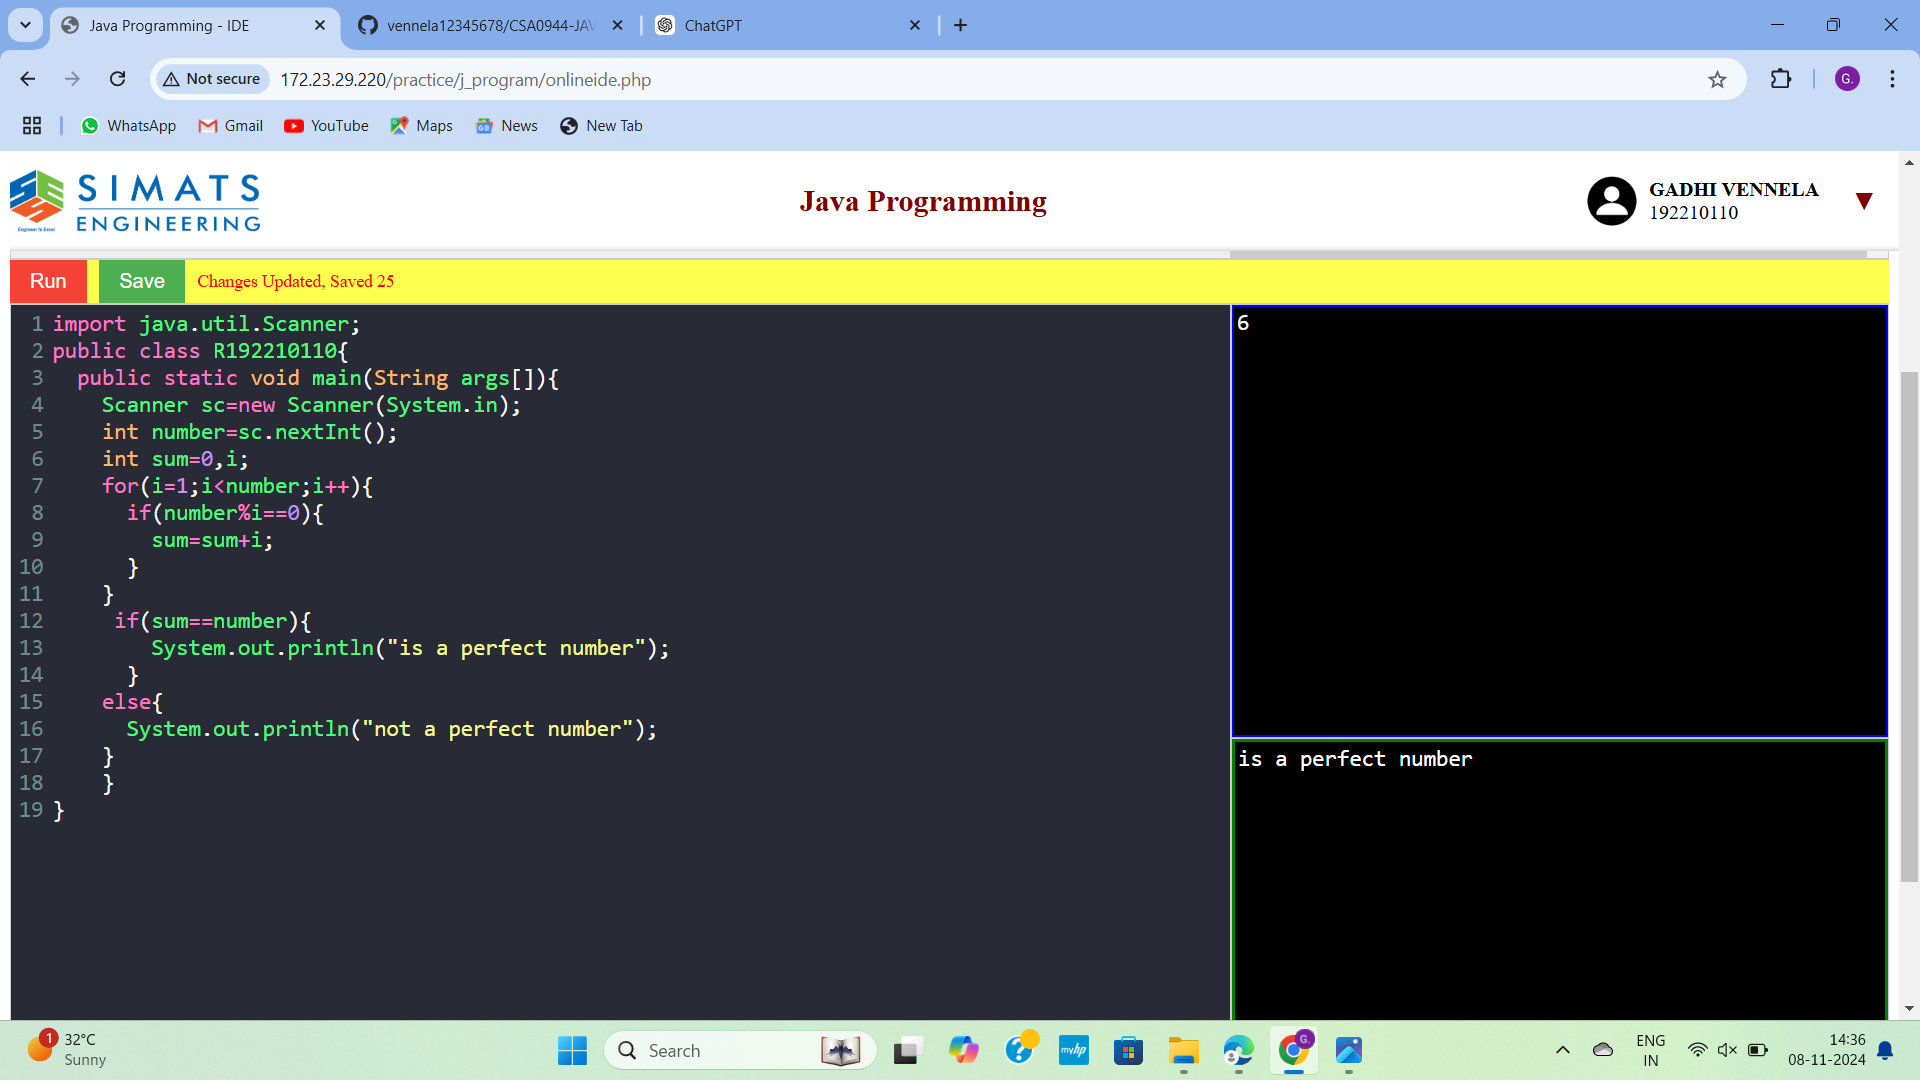 Java Programming - IDE
vennela12345678/CSA0944-JAV
ChatGPT
Not secure
172.23.29.220/practice/j_program/onlineide.php
G.
WhatsApp
Gmail
YouTube
Maps
News
New Tab
SIMATS
ENGINEERING
Engineer to Excel
Java Programming
GADHI VENNELA
192210110
Run
Save
Changes Updated, Saved 25
1 import java.util.Scanner;
2 public class R192210110{
3   public static void main(String args[]){
4     Scanner sc=new Scanner(System.in);
5     int number=sc.nextInt();
6     int sum=0,i;
7     for(i=1;i<number;i++){
8       if(number%i==0){
9         sum=sum+i;
10       }
11     }
12      if(sum==number){
13         System.out.println("is a perfect number");
14       }
15     else{
16       System.out.println("not a perfect number");
17     }
18     }
19 }
6
is a perfect number
1
32°C
Sunny
Search
myhp
G.
ENG
IN
14:36
08-11-2024